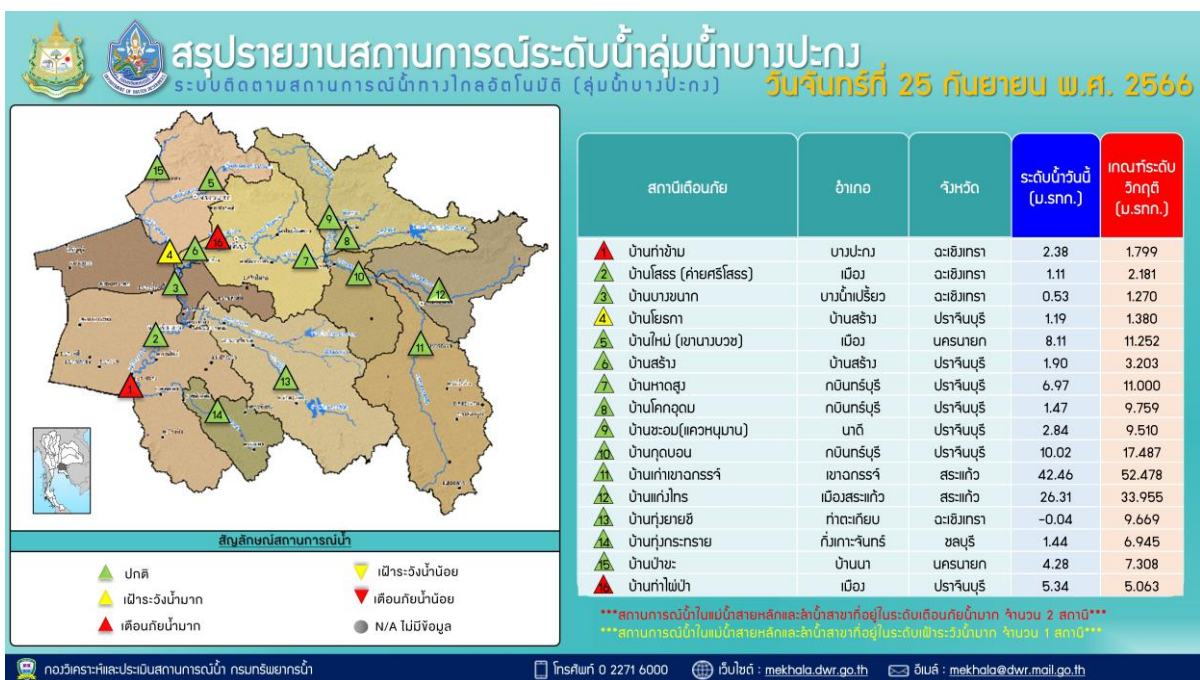 สรุปรายงานสถานการณ์ระดับน้ำลุ่มน้ำบางปะกง
ระบบติดตามสถานการณ์น้ำทางไกลอัตโนมัติ (ลุ่มน้ำบางปะกง)
วันจันทร์ที่ 25 กันยายน พ.ศ. 2566
สถานีเตือนภัย อำเภอ จังหวัด ระดับน้ำวันนี้ (ม.รทก.) เกณฑ์ระดับวิกฤติ (ม.รทก.)
1 บ้านท่าข้าม บางปะกง ฉะเชิงเทรา 2.38 1.799
2 บ้านโสธร (ค่ายศรีโสธร) เมือง ฉะเชิงเทรา 1.11 2.181
3 บ้านบางขนาก บางน้ำเปรี้ยว ฉะเชิงเทรา 0.53 1.270
4 บ้านโยธกา บ้านสร้าง ปราจีนบุรี 1.19 1.380
5 บ้านใหม่ (เขานางบวช) เมือง นครนายก 8.11 11.252
6 บ้านสร้าง บ้านสร้าง ปราจีนบุรี 1.90 3.203
7 บ้านหาดสูง กบินทร์บุรี ปราจีนบุรี 6.97 11.000
8 บ้านโคกอุดม กบินทร์บุรี ปราจีนบุรี 1.47 9.759
9 บ้านชะอม(แควหนุมาน) นาดี ปราจีนบุรี 2.84 9.510
10 บ้านกุดบอน กบินทร์บุรี ปราจีนบุรี 10.02 17.487
11 บ้านเก่าเขาฉกรรจ์ เขาฉกรรจ์ สระแก้ว 42.46 52.478
12 บ้านแก่งไทร เมืองสระแก้ว สระแก้ว 26.31 33.955
13 บ้านทุ่งยายชี ท่าตะเกียบ ฉะเชิงเทรา -0.04 9.669
14 บ้านทุ่งกระทราย กิ่งเกาะจันทร์ ชลบุรี 1.44 6.945
15 บ้านป่าขะ บ้านนา นครนายก 4.28 7.308
16 บ้านท่าไผ่ป่า เมือง ปราจีนบุรี 5.34 5.063
***สถานการณ์น้ำในแม่น้ำสายหลักและลำน้ำสาขาที่อยู่ในระดับเตือนภัยน้ำมาก จำนวน 2 สถานี***
***สถานการณ์น้ำในแม่น้ำสายหลักและลำน้ำสาขาที่อยู่ในระดับเฝ้าระวังน้ำมาก จำนวน 1 สถานี***
15
5
9
8
16
4
6
7
3
10
12
2
11
1
13
14
สัญลักษณ์สถานการณ์น้ำ
ปกติ เฝ้าระวังน้ำน้อย
เฝ้าระวังน้ำมาก เตือนภัยน้ำน้อย
เตือนภัยน้ำมาก N/A ไม่มีข้อมูล
กองวิเคราะห์และประเมินสถานการณ์น้ำ กรมทรัพยากรน้ำ โทรศัพท์ 0 2271 6000 เว็บไซต์ : mekhala.dwr.go.th อีเมล์ : mekhala@dwr.mail.go.th